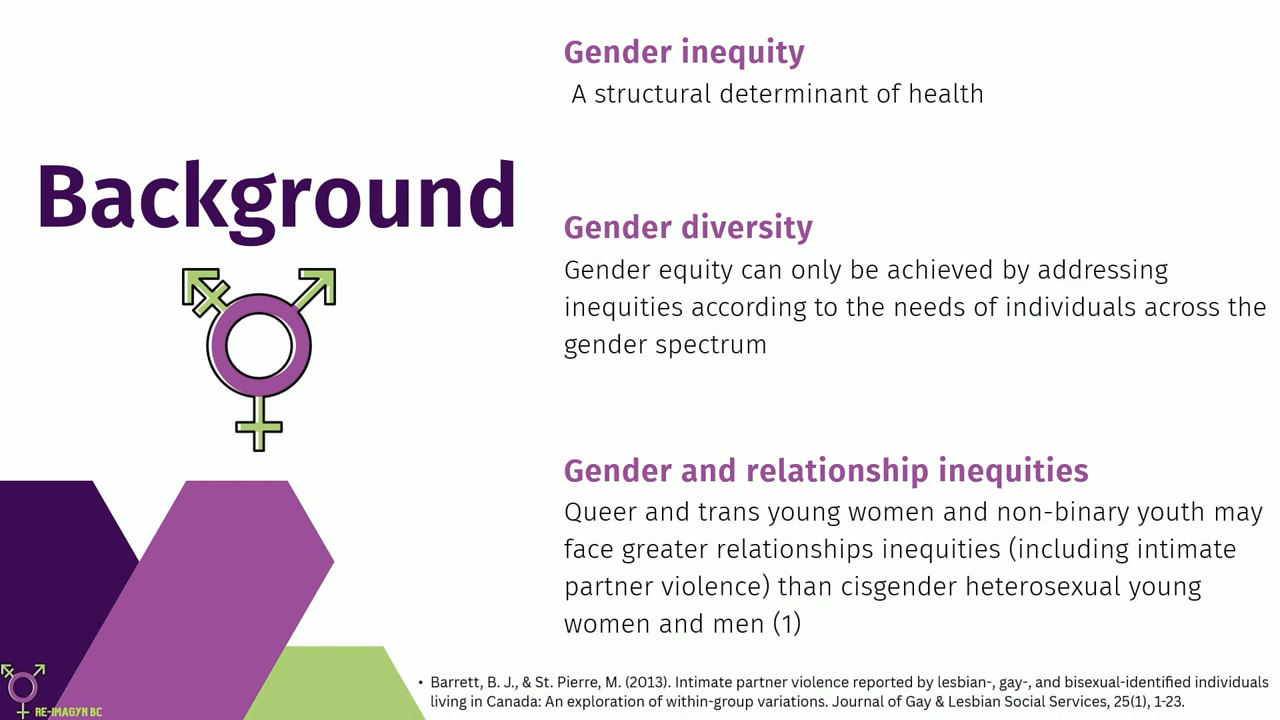 Background
Gender inequity
A structural determinant of health
Gender diversity
Gender equity can only be achieved by addressing
inequities according to the needs of individuals across the
gender spectrum
Gender and relationship inequities
Queer and trans young women and non-binary youth may
face greater relationships inequities (including intimate
partner violence) than cisgender heterosexual young
women and men (1)
• Barrett, B. J., & St. Pierre, M. (2013). Intimate partner violence reported by lesbian-, gay-, and bisexual-identified individuals
living in Canada: An exploration of within-group variations. Journal of Gay & Lesbian Social Services, 25(1), 1-23.
RE-IMAGYN BC